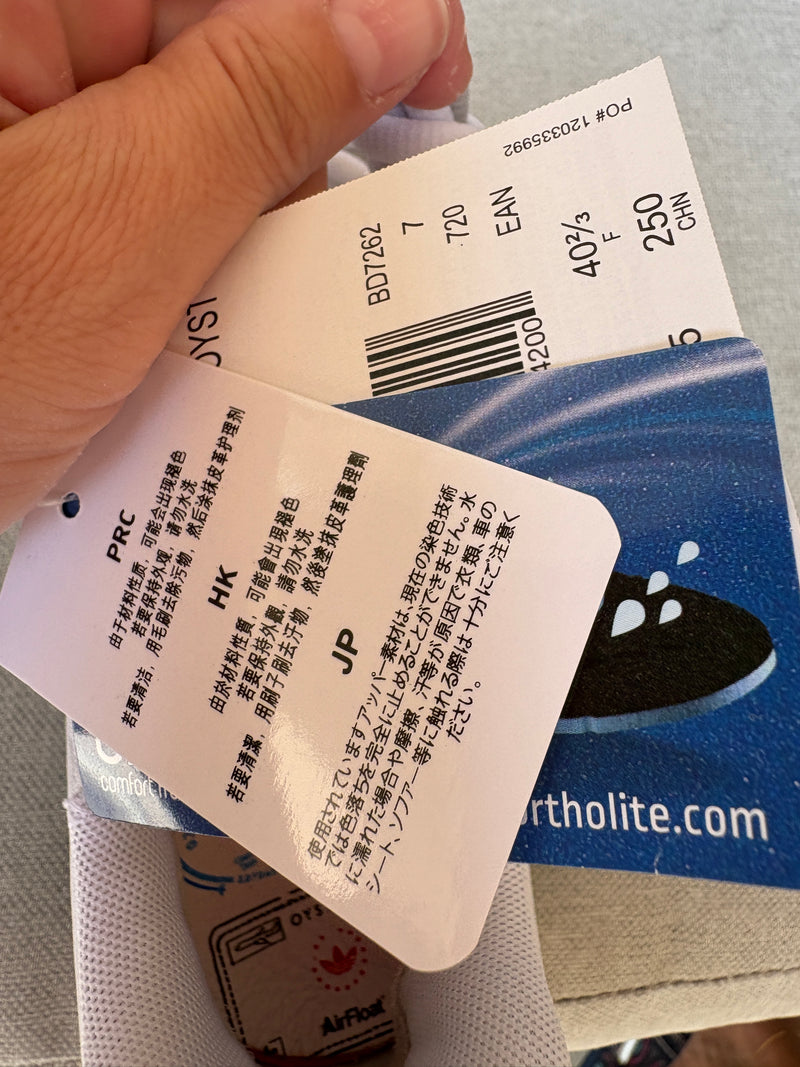 PO# 120335992
BD7262
7
720
EAN
40⅔
F
250
CHN
4200
5
PRC
由于材料性质，可能会出现褪色
若要保持外观，请勿水洗
若要清洁，用毛刷去除污物，然后涂抹皮革护理剂
HK
由於材料性質，可能會出現褪色
若要保持外觀，請勿水洗
若要清潔，用刷子刷去汙物，然後塗抹皮革護理劑
JP
使用されていますアッパー素材は、現在の染色技術
では色落ちを完全に止めることができません。水
に濡れた場合や摩擦、汗等が原因で衣類、車の
シート、ソファー等に触れる際は十分にご注意く
ださい。
comfort
ortholite.com
AirFloat